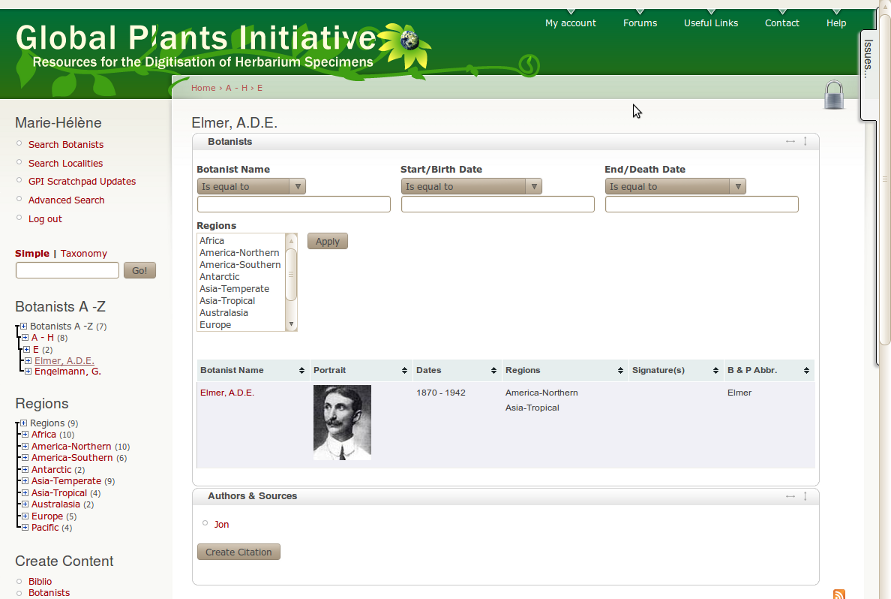 My account Forums Useful Links Contact Help
Global Plants Initiative
Resources for the Digitisation of Herbarium Specimens
Issues...
Home › A - H › E
Marie-Hélène
Search Botanists
Search Localities
GPI Scratchpad Updates
Advanced Search
Log out
Simple | Taxonomy
Go!
Botanists A -Z
Botanists A -Z (7)
A - H (8)
E (2)
Elmer, A.D.E.
Engelmann, G.
Regions
Regions (9)
Africa (10)
America-Northern (10)
America-Southern (6)
Antarctic (2)
Asia-Temperate (9)
Asia-Tropical (4)
Australasia (2)
Europe (5)
Pacific (4)
Create Content
Biblio
Botanists
Elmer, A.D.E.
Botanists
Botanist Name Start/Birth Date End/Death Date
Is equal to Is equal to Is equal to
Regions
Africa
America-Northern
America-Southern
Antarctic
Asia-Temperate
Asia-Tropical
Australasia
Europe
Apply
Botanist Name Portrait Dates Regions Signature(s) B & P Abbr.
Elmer, A.D.E. 1870 - 1942 America-Northern Elmer
Asia-Tropical
Authors & Sources
Jon
Create Citation